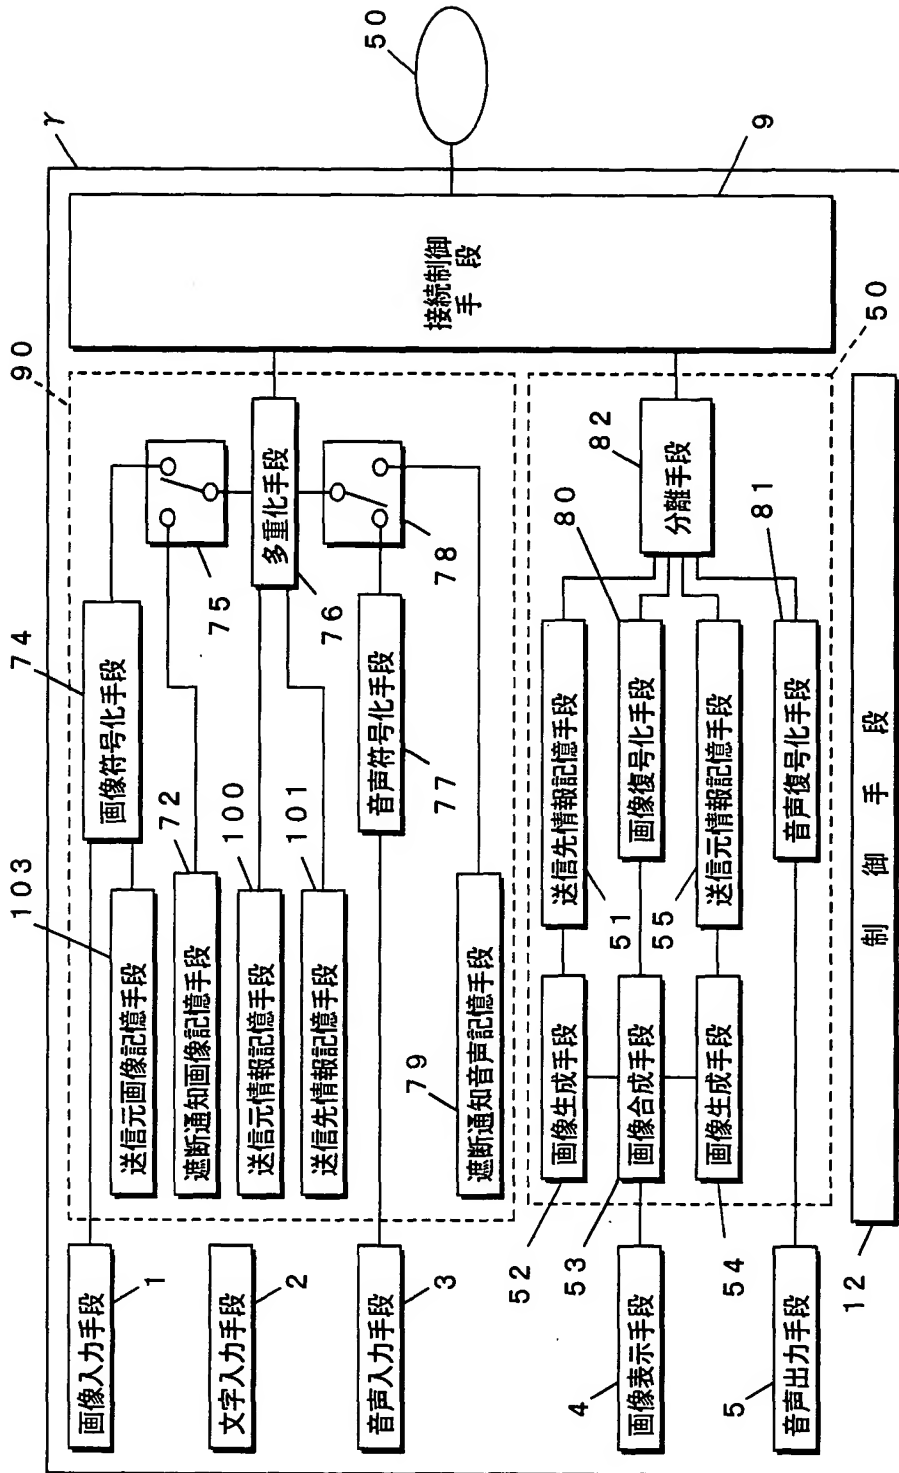 画像入力手段
1
文字入力手段
2
音声入力手段
3
画像表示手段
4
音声出力手段
5
90
103
送信元画像記憶手段
遮断通知画像記憶手段
72
送信元情報記憶手段
100
送信先情報記憶手段
101
遮断通知音声記憶手段
79
74
画像符号化手段
音声符号化手段
77
75
多重化手段
76
78
画像生成手段
52
画像合成手段
53
画像生成手段
54
送信先情報記憶手段
51
画像復号化手段
80
送信元情報記憶手段
55
音声復号化手段
81
分離手段
82
50
制御手段
12
接続制御
手段
9
γ
50